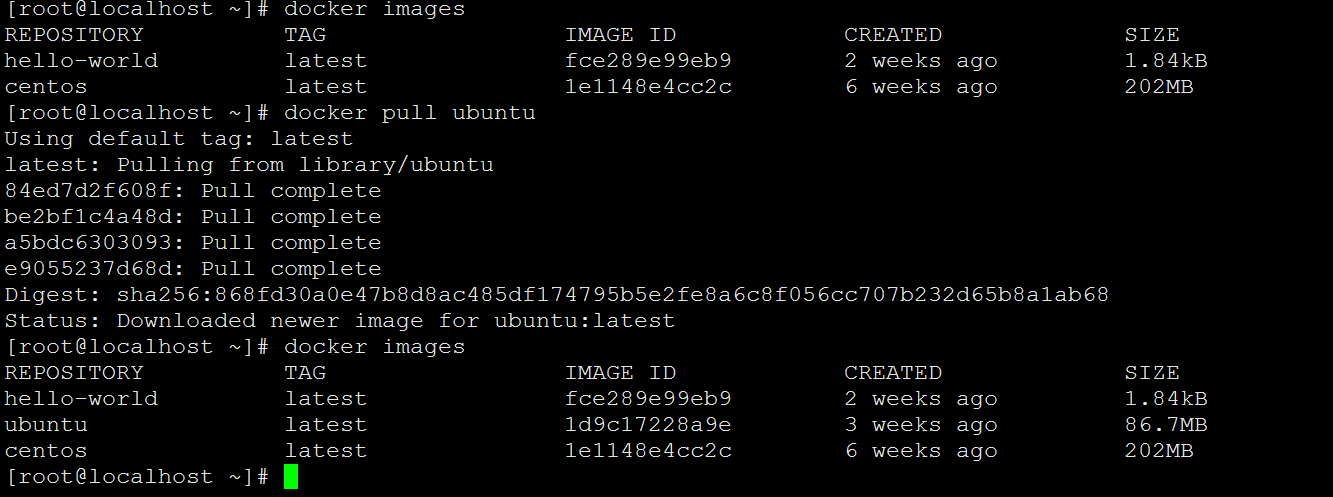 [root@localhost ~]# docker images
REPOSITORY TAG IMAGE ID CREATED SIZE
hello-world latest fce289e99eb9 2 weeks ago 1.84kB
centos latest 1e1148e4cc2c 6 weeks ago 202MB
[root@localhost ~]# docker pull ubuntu
Using default tag: latest
latest: Pulling from library/ubuntu
84ed7d2f608f: Pull complete
be2bf1c4a48d: Pull complete
a5bdc6303093: Pull complete
e9055237d68d: Pull complete
Digest: sha256:868fd30a0e47b8d8ac485df174795b5e2fe8a6c8f056cc707b232d65b8a1ab68
Status: Downloaded newer image for ubuntu:latest
[root@localhost ~]# docker images
REPOSITORY TAG IMAGE ID CREATED SIZE
hello-world latest fce289e99eb9 2 weeks ago 1.84kB
ubuntu latest 1d9c17228a9e 3 weeks ago 86.7MB
centos latest 1e1148e4cc2c 6 weeks ago 202MB
[root@localhost ~]#